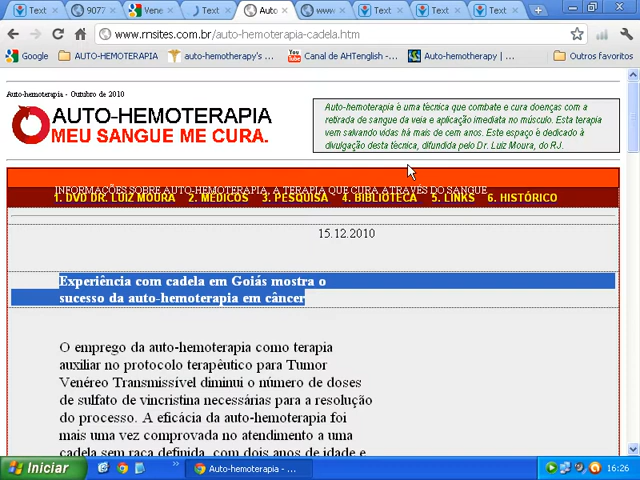 Text
9077
Vene
Text
Auto-
www
Text
Text
Text
Text
www.rnsites.com.br/auto-hemoterapia-cadela.htm
Google
AUTO-HEMOTERAPIA
auto-hemotherapy's
Canal de AHTenglish -
Autohemotherapy |
Outros favoritos
Auto-hemoterapia - Outubro de 2010
AUTO-HEMOTERAPIA
MEU SANGUE ME CURA.
Auto-hemoterapia é uma técnica que combate e cura doenças com a
retirada de sangue da veia e aplicação imediata no músculo. Esta terapia
vem salvando vidas há mais de cem anos. Este espaço é dedicado à
divulgação desta técnica, difundida pelo Dr. Luiz Moura, do RJ.
INFORMAÇÕES SOBRE AUTO-HEMOTERAPIA, A TERAPIA QUE CURA ATRAVÉS DO SANGUE
1. DVD DR. LUIZ MOURA 2. MÉDICOS 3. PESQUISA 4. BIBLIOTECA 5. LINKS 6. HISTÓRICO
15.12.2010
Experiência com cadela em Goiás mostra o
sucesso da auto-hemoterapia em câncer
O emprego da auto-hemoterapia como terapia
auxiliar no protocolo terapêutico para Tumor
Venéreo Transmissível diminui o número de doses
de sulfato de vincristina necessárias para a resolução
do processo. A eficácia da auto-hemoterapia foi
mais uma vez comprovada no atendimento a uma
cadela sem raça definida, com dois anos de idade e
Iniciar
Auto-hemoterapia - ...
16:26